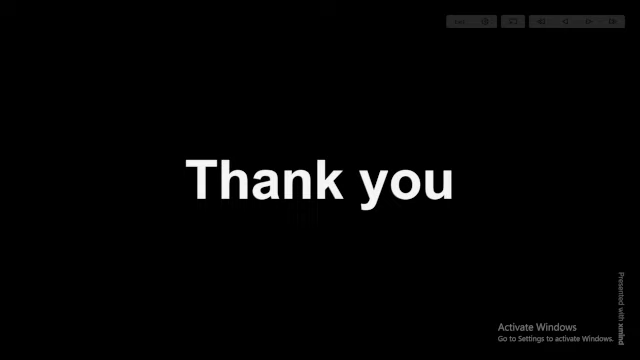 Thank you
Presented with xmind
Activate Windows
Go to Settings to activate Windows.